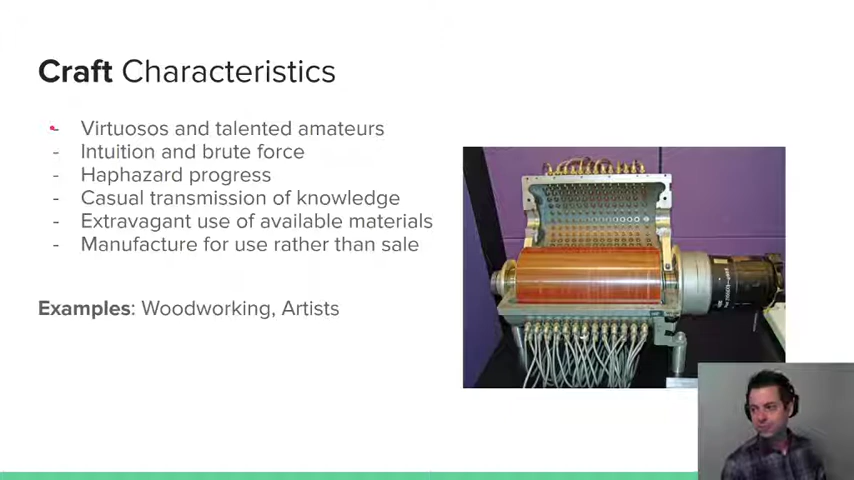 Craft Characteristics
- Virtuosos and talented amateurs
- Intuition and brute force
- Haphazard progress
- Casual transmission of knowledge
- Extravagant use of available materials
- Manufacture for use rather than sale
Examples: Woodworking, Artists